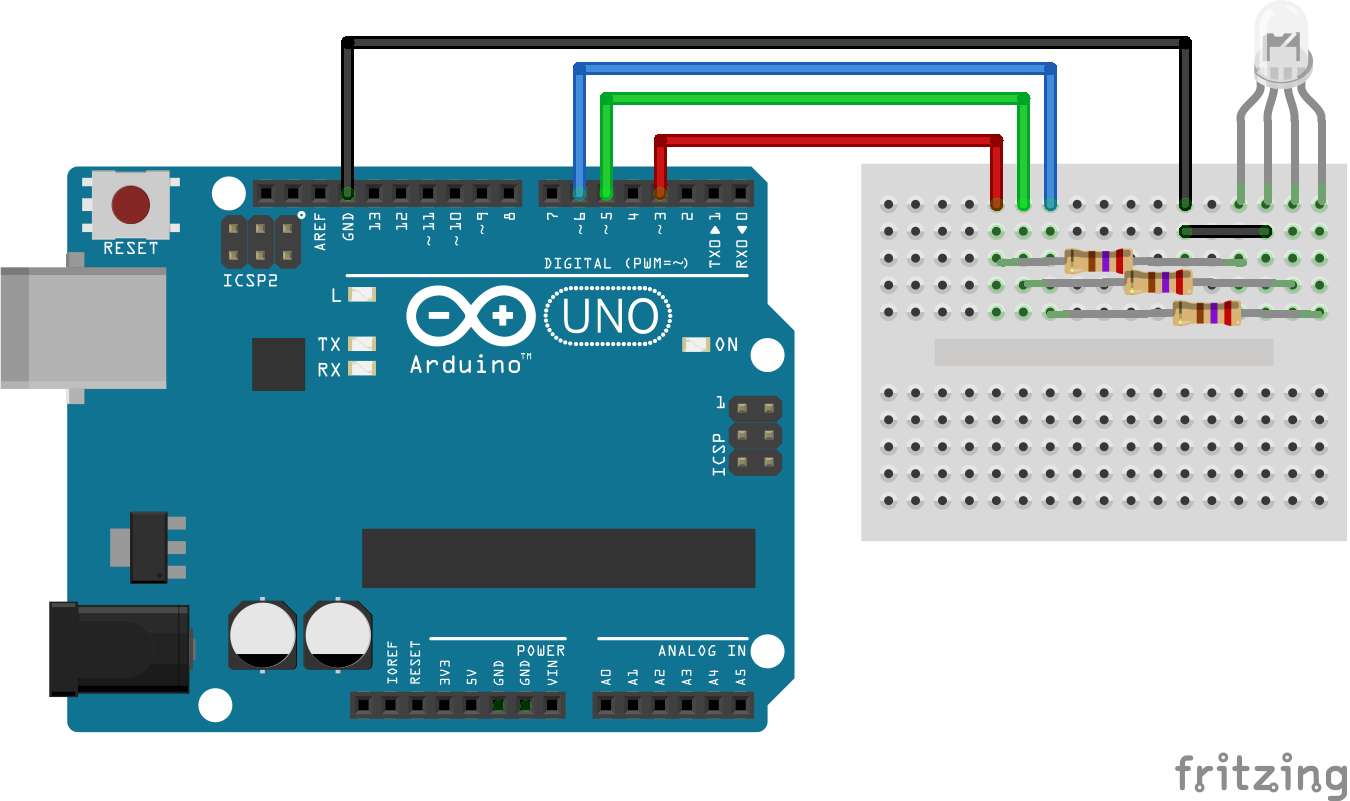 RESET
ICSP2
AREF
GND
13
12
~11
~10
~9
8
7
~6
~5
4
~3
2
TX0▶1
RX0◀0
DIGITAL (PWM=~)
L
TX
RX
UNO
Arduino™
ON
1
ICSP
IOREF
RESET
3V3
5V
GND
GND
VIN
POWER
ANALOG IN
A0
A1
A2
A3
A4
A5
fritzing